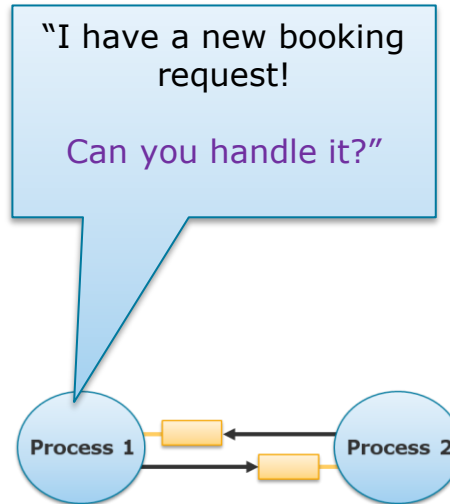 “I have a new booking
request!
Can you handle it?”
Process 1
Process 2